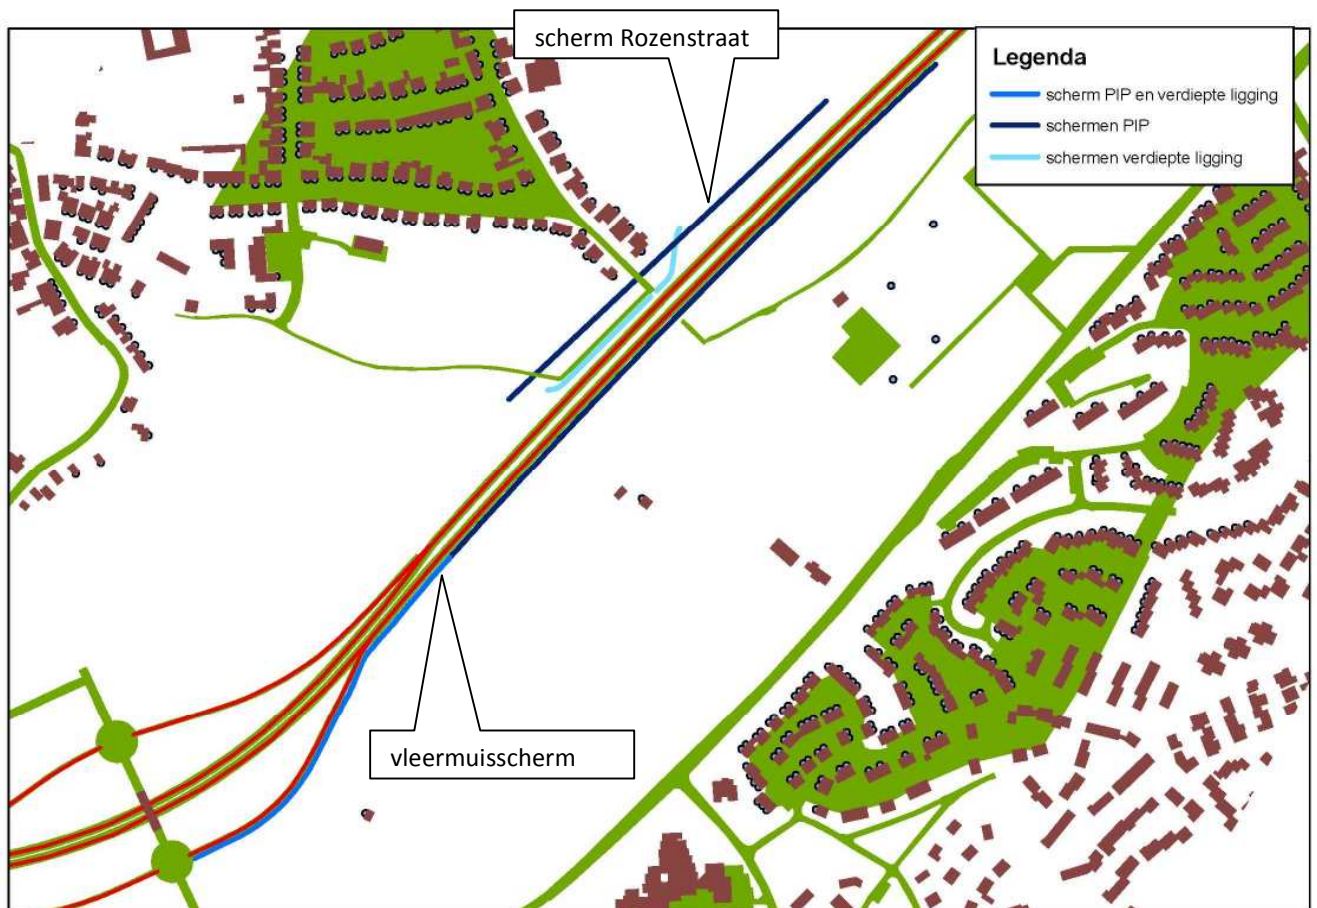 scherm Rozenstraat
Legenda
scherm PIP en verdiepte ligging
schermen PIP
schermen verdiepte ligging
vleermuisscherm